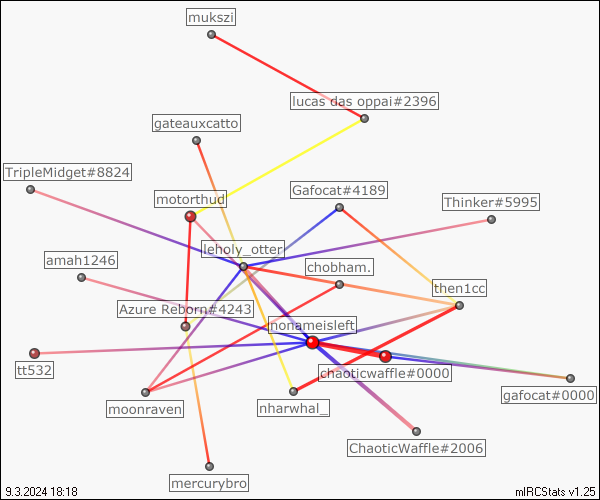 mukszi
lucas das oppai#2396
gateauxcatto
TripleMidget#8824
motorthud
Gafocat#4189
Thinker#5995
leholy_otter
amah1246
chobham.
then1cc
Azure Reborn#4243
nonameisleft
tt532
chaoticwaffle#0000
gafocat#0000
moonraven
nharwhal_
ChaoticWaffle#2006
mercurybro
9.3.2024 18:18
mIRCStats v1.25